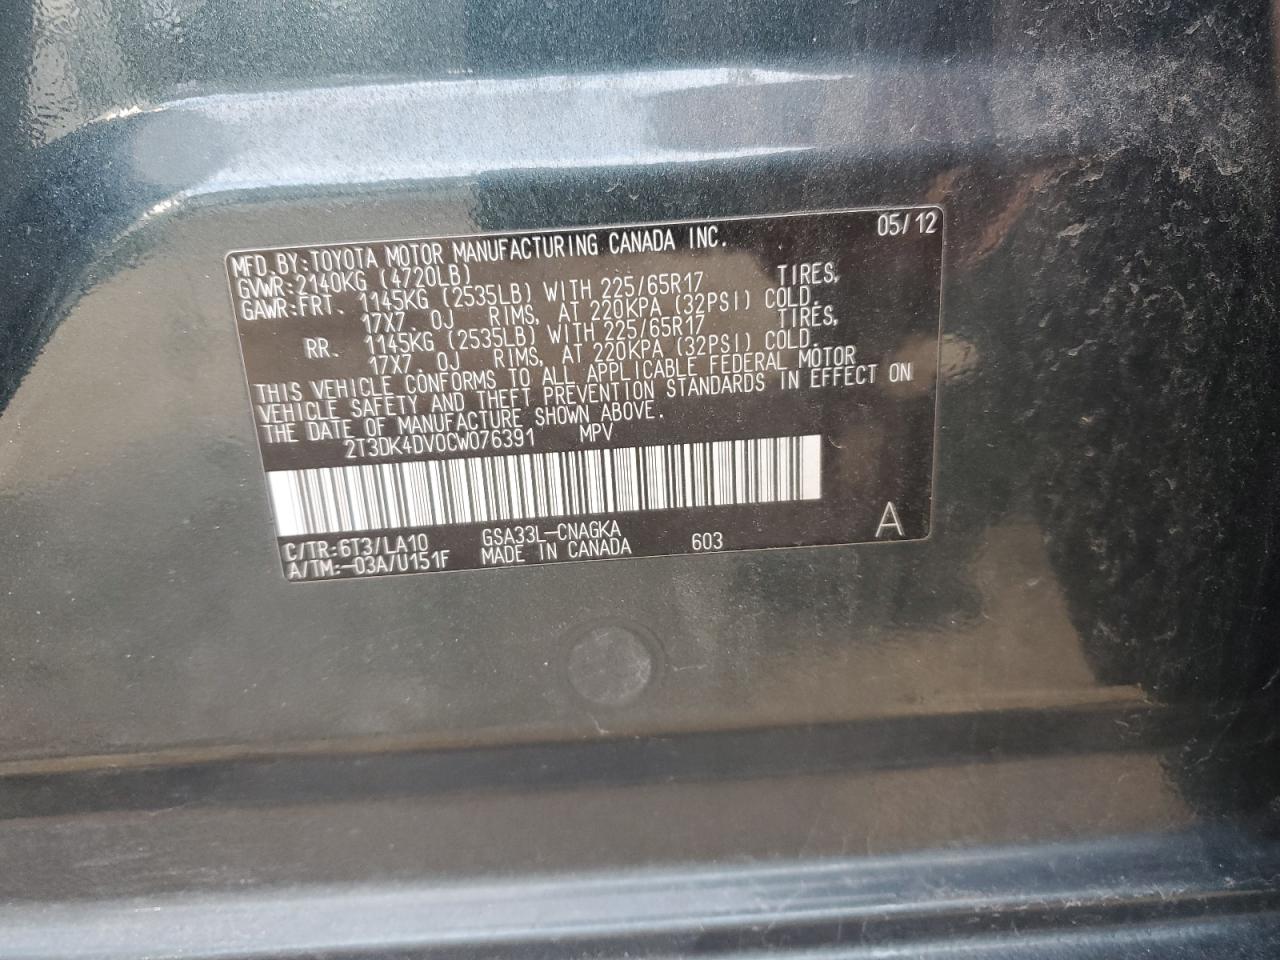 05/12
MFD.BY:TOYOTA MOTOR MANUFACTURING CANADA INC.
GVWR:2140KG (4720LB)
GAWR:FRT. 1145KG (2535LB) WITH 225/65R17 TIRES,
17X7.0J RIMS, AT 220KPA (32PSI) COLD.
RR. 1145KG (2535LB) WITH 225/65R17 TIRES,
17X7.0J RIMS, AT 220KPA (32PSI) COLD.
THIS VEHICLE CONFORMS TO ALL APPLICABLE FEDERAL MOTOR
VEHICLE SAFETY AND THEFT PREVENTION STANDARDS IN EFFECT ON
THE DATE OF MANUFACTURE SHOWN ABOVE.
2T3DK4DV0CW076391 MPV
C/TR:6T3/LA10 GSA33L-CNAGKA 603 A
A/TM:-03A/U151F MADE IN CANADA